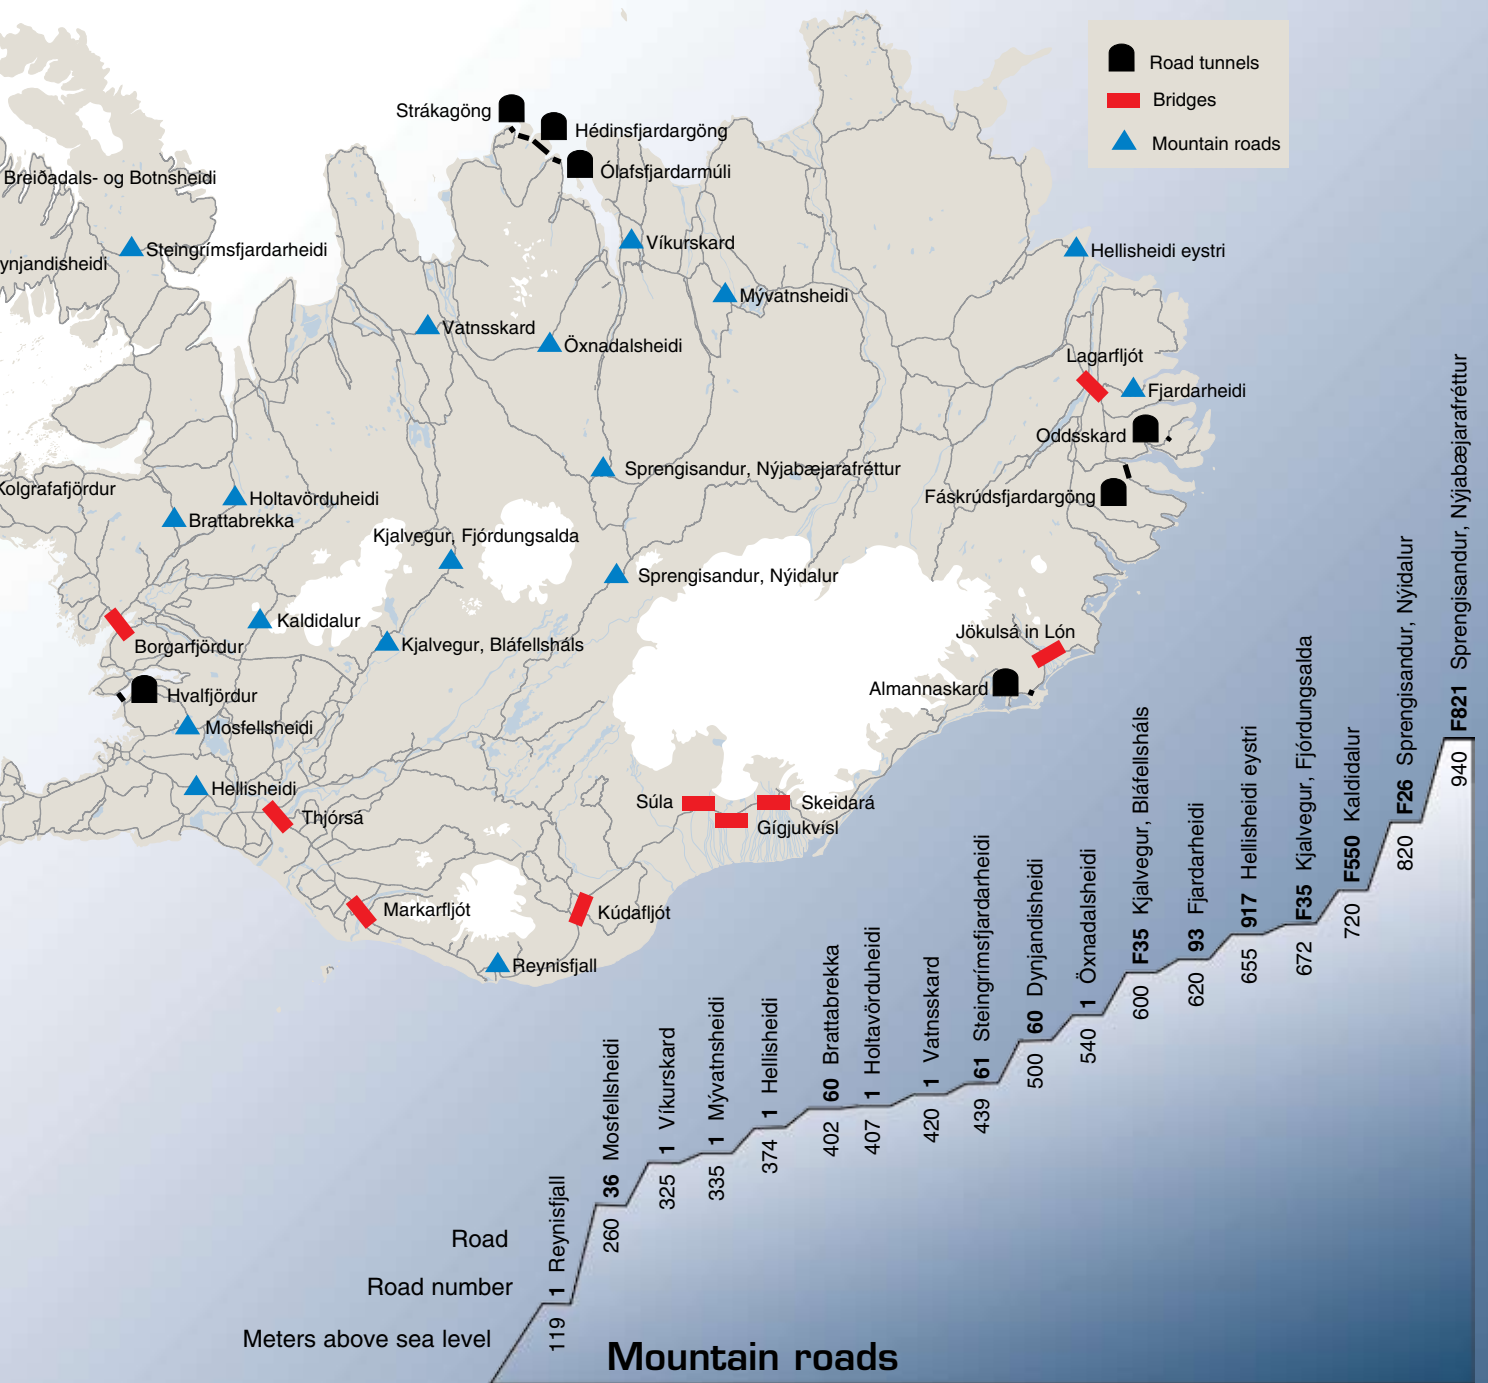 Road tunnels
Bridges
Mountain roads
Strákagöng
Hédinsfjardargöng
Ólafsfjardarmúli
Breiðadals- og Botnsheidi
Steingrímsfjardarheidi
ynjandisheidi
Víkurskard
Hellisheidi eystri
Mývatnsheidi
Vatnsskard
Öxnadalsheidi
Lagarfljót
Fjardarheidi
Oddsskard
Sprengisandur, Nýjabæjarafréttur
Fáskrúdsfjardargöng
Kolgrafafjördur
Holtavörduheidi
Brattabrekka
Kjalvegur, Fjórdungsalda
Sprengisandur, Nýidalur
Kaldidalur
Borgarfjördur
Kjalvegur, Bláfellsháls
Jökulsá in Lón
Almannaskard
Hvalfjördur
Mosfellsheidi
Hellisheidi
Thjórsá
Súla
Skeidará
Gígjukvísl
Markarfljót
Kúdafljót
Reynisfjall
Road
Road number
Meters above sea level
1 Reynisfjall
119
36 Mosfellsheidi
260
1 Víkurskard
325
1 Mývatnsheidi
335
1 Hellisheidi
374
60 Brattabrekka
402
1 Holtavörduheidi
407
1 Vatnsskard
420
61 Steingrímsfjardarheidi
439
60 Dynjandisheidi
500
1 Öxnadalsheidi
540
F35 Kjalvegur, Bláfellsháls
600
93 Fjardarheidi
620
917 Hellisheidi eystri
655
F35 Kjalvegur, Fjórdungsalda
672
F550 Kaldidalur
720
F26 Sprengisandur, Nýidalur
820
F821 Sprengisandur, Nýjabæjarafréttur
940
Mountain roads